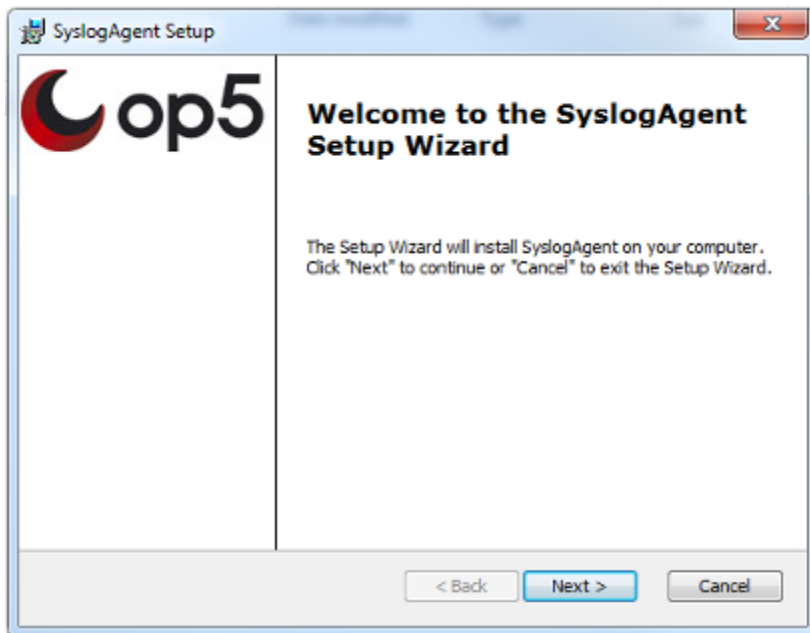 SyslogAgent Setup
op5
Welcome to the SyslogAgent
Setup Wizard
The Setup Wizard will install SyslogAgent on your computer.
Click "Next" to continue or "Cancel" to exit the Setup Wizard.
< Back
Next >
Cancel